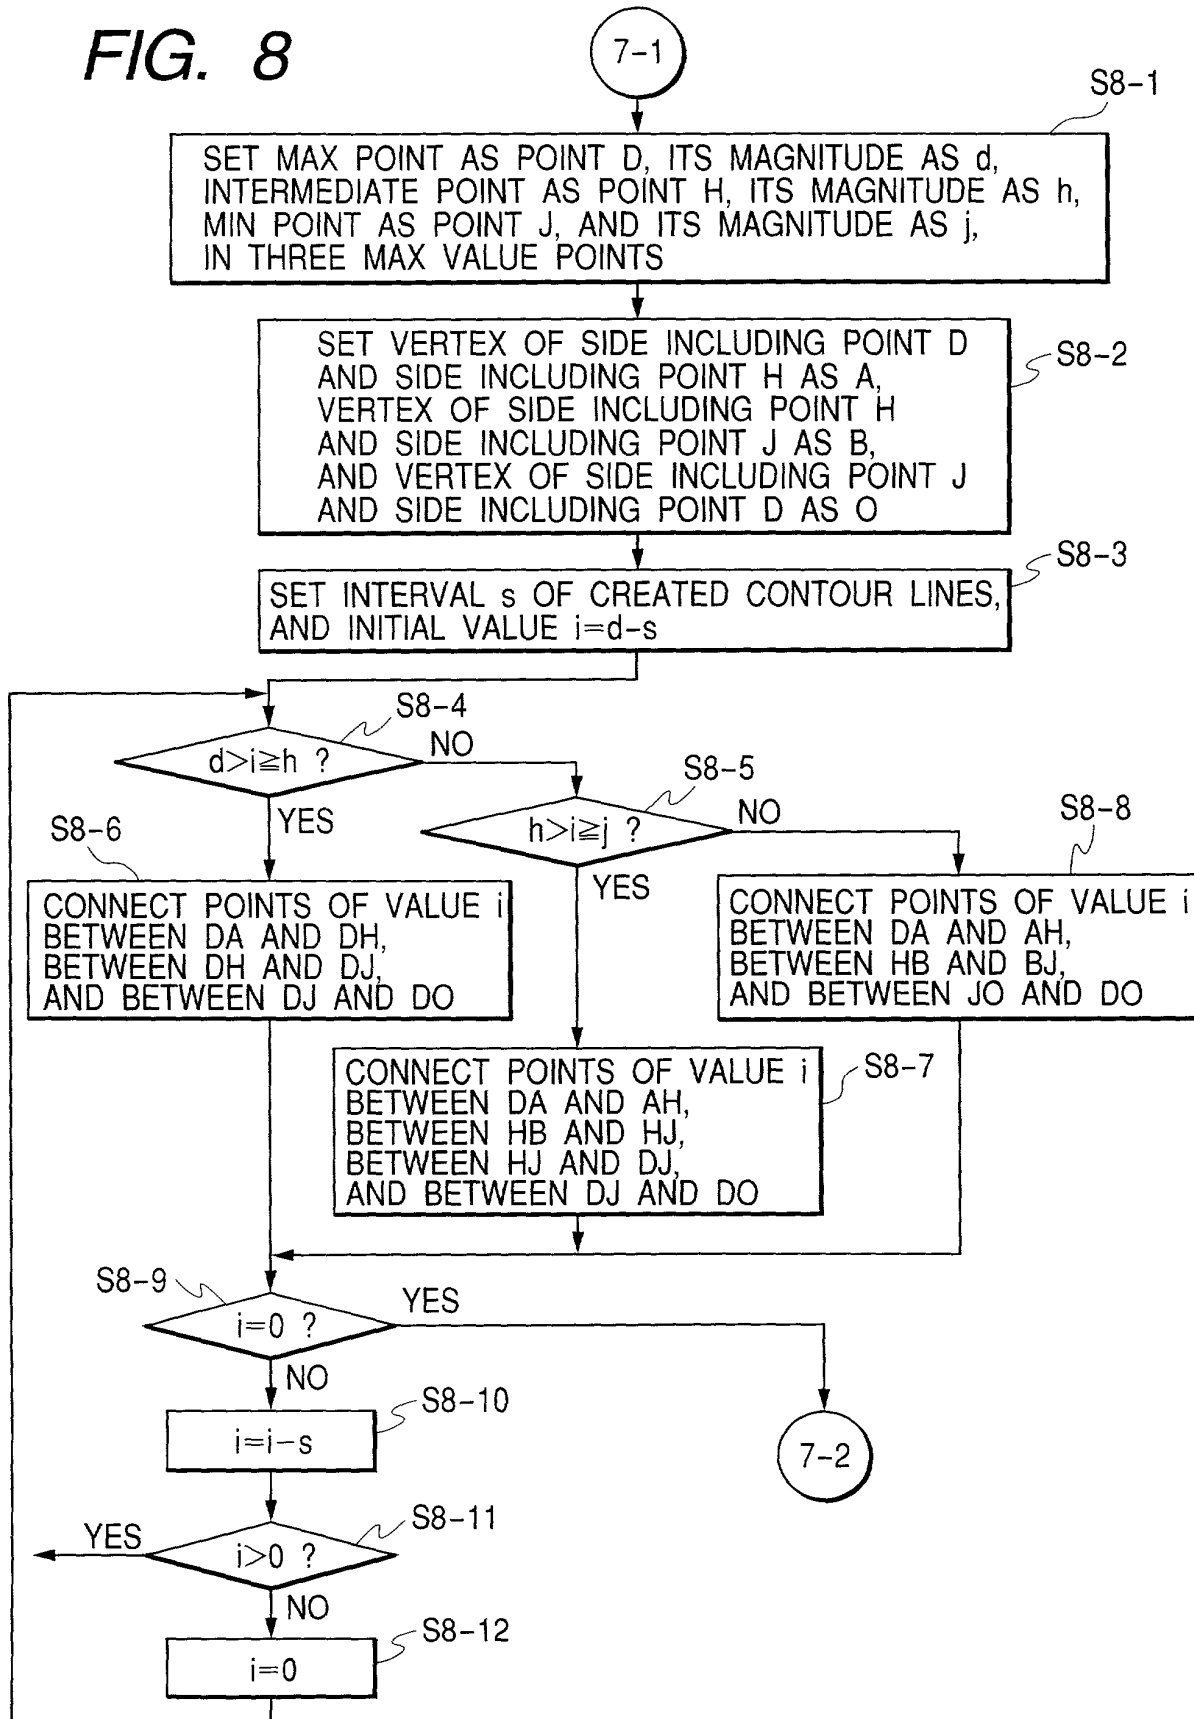 FIG. 8
7-1
S8-1
SET MAX POINT AS POINT D, ITS MAGNITUDE AS d,
INTERMEDIATE POINT AS POINT H, ITS MAGNITUDE AS h,
MIN POINT AS POINT J, AND ITS MAGNITUDE AS j,
IN THREE MAX VALUE POINTS
S8-2
SET VERTEX OF SIDE INCLUDING POINT D
AND SIDE INCLUDING POINT H AS A,
VERTEX OF SIDE INCLUDING POINT H
AND SIDE INCLUDING POINT J AS B,
AND VERTEX OF SIDE INCLUDING POINT J
AND SIDE INCLUDING POINT D AS O
S8-3
SET INTERVAL s OF CREATED CONTOUR LINES,
AND INITIAL VALUE i=d-s
S8-4
d>i≧h ?
NO
YES
S8-5
h>i≧j ?
NO
YES
S8-6
CONNECT POINTS OF VALUE i
BETWEEN DA AND DH,
BETWEEN DH AND DJ,
AND BETWEEN DJ AND DO
S8-8
CONNECT POINTS OF VALUE i
BETWEEN DA AND AH,
BETWEEN HB AND BJ,
AND BETWEEN JO AND DO
S8-7
CONNECT POINTS OF VALUE i
BETWEEN DA AND AH,
BETWEEN HB AND HJ,
BETWEEN HJ AND DJ,
AND BETWEEN DJ AND DO
S8-9
i=0 ?
YES
NO
S8-10
i=i-s
7-2
S8-11
i>0 ?
YES
NO
S8-12
i=0